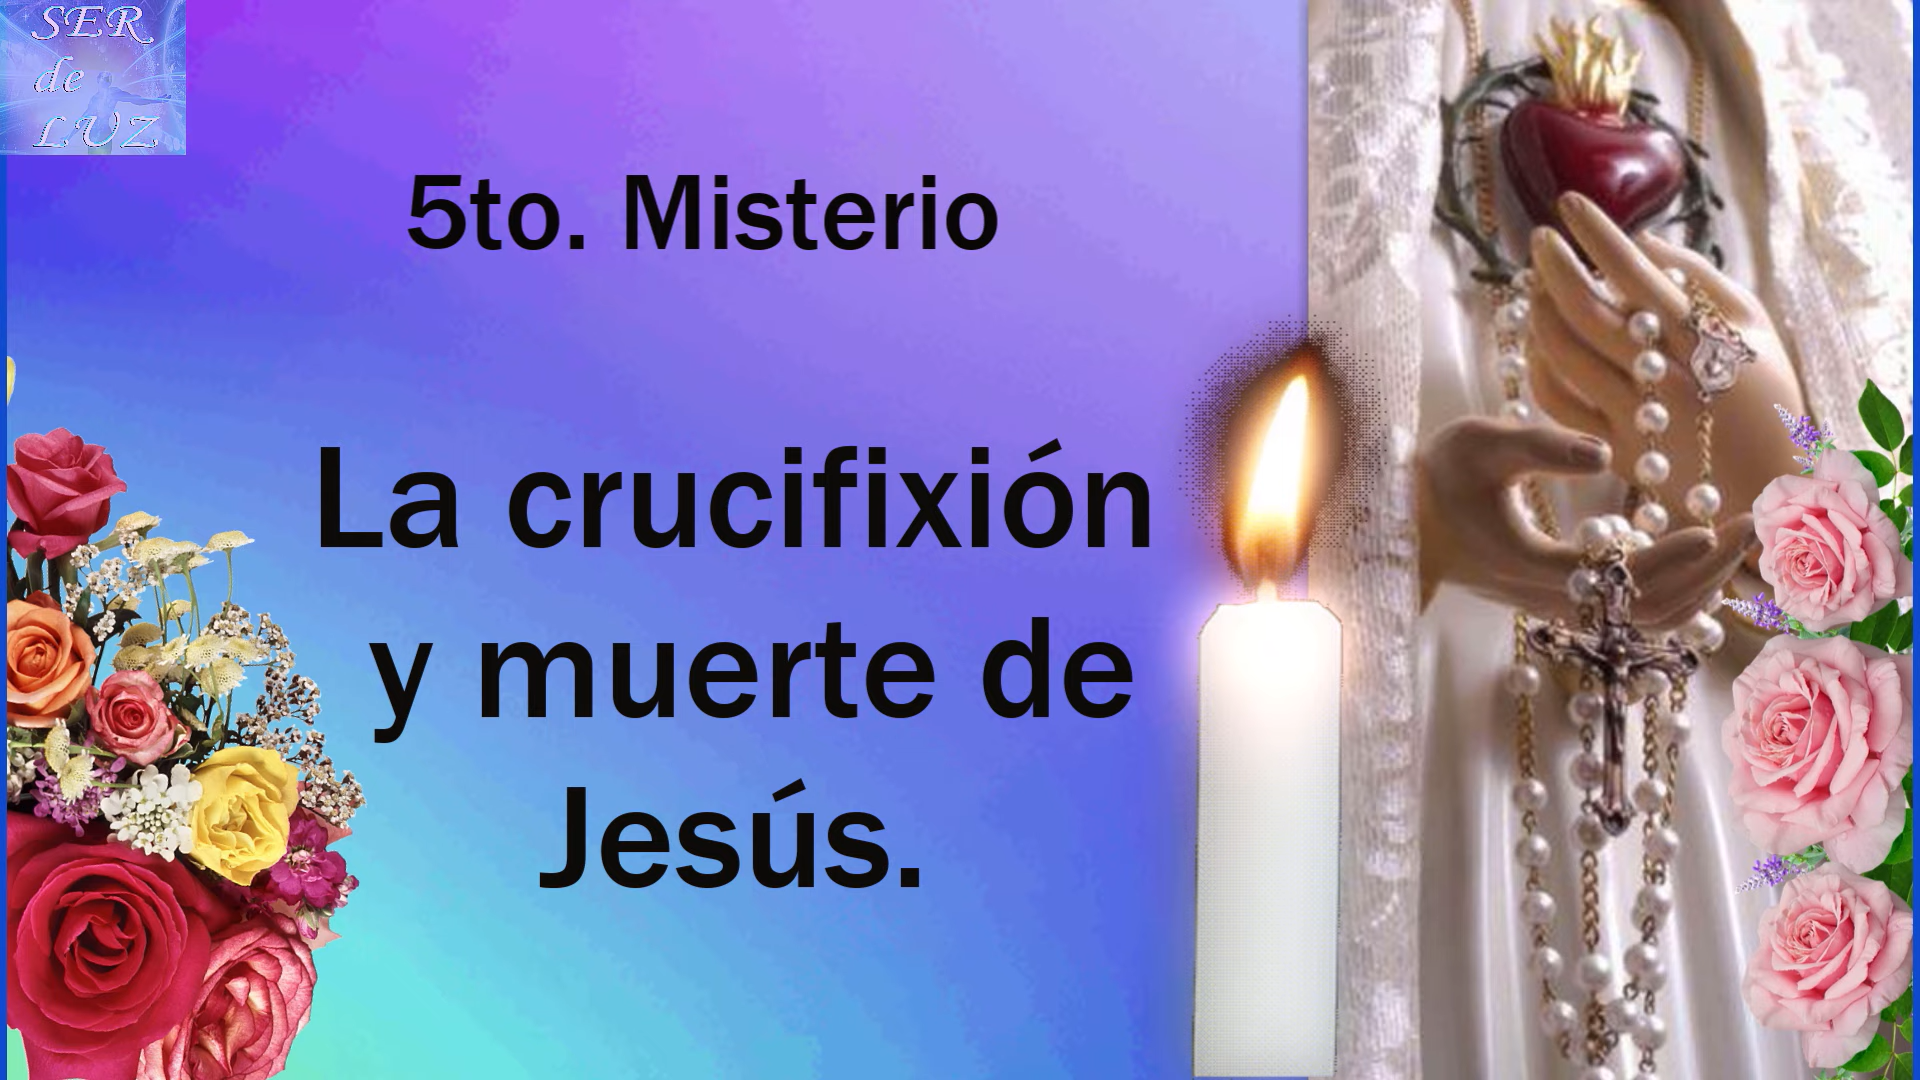 SER
de
LUZ
5to. Misterio
La crucifixión
y muerte de
Jesús.